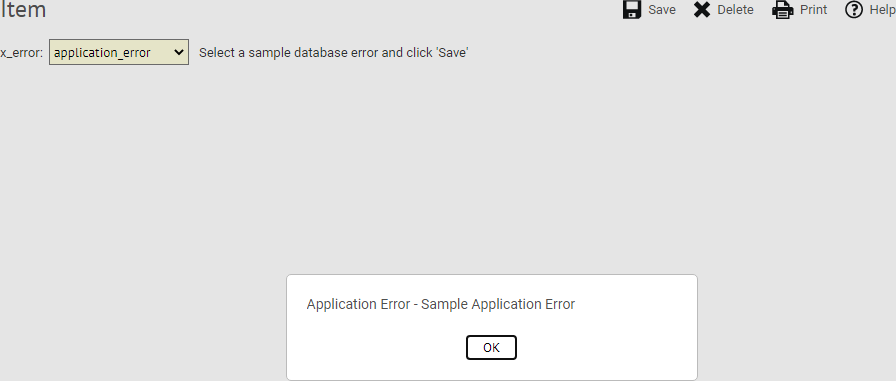 Item
Save Delete Print Help
x_error: application_error Select a sample database error and click 'Save'
Application Error - Sample Application Error
OK